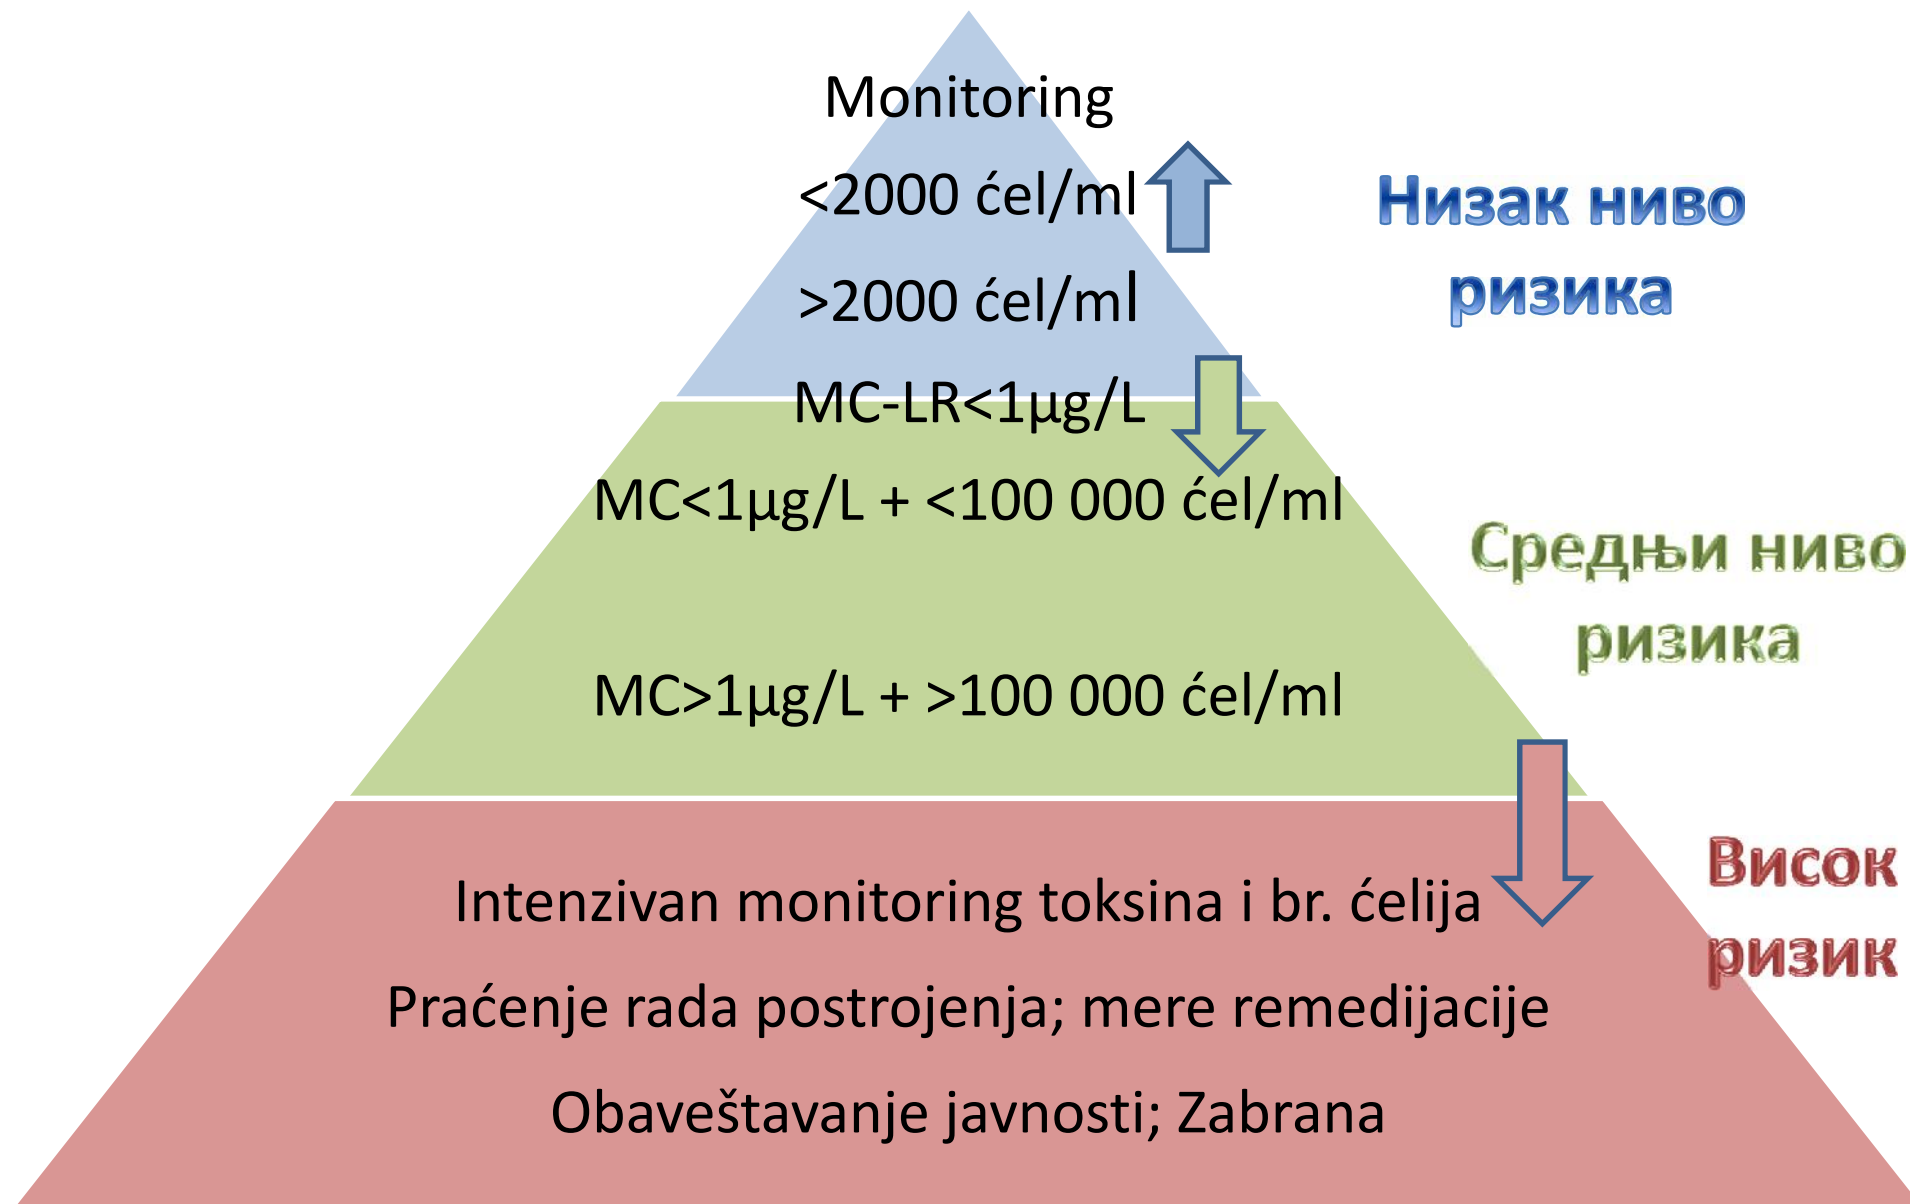 Monitoring
<2000 ćel/ml
>2000 ćel/ml
MC-LR<1µg/L
MC<1µg/L + <100 000 ćel/ml
MC>1µg/L + >100 000 ćel/ml
Intenzivan monitoring toksina i br. ćelija
Praćenje rada postrojenja; mere remedijacije
Obaveštavanje javnosti; Zabrana
Низак ниво
ризика
Средњи ниво
ризика
Висок
ризик